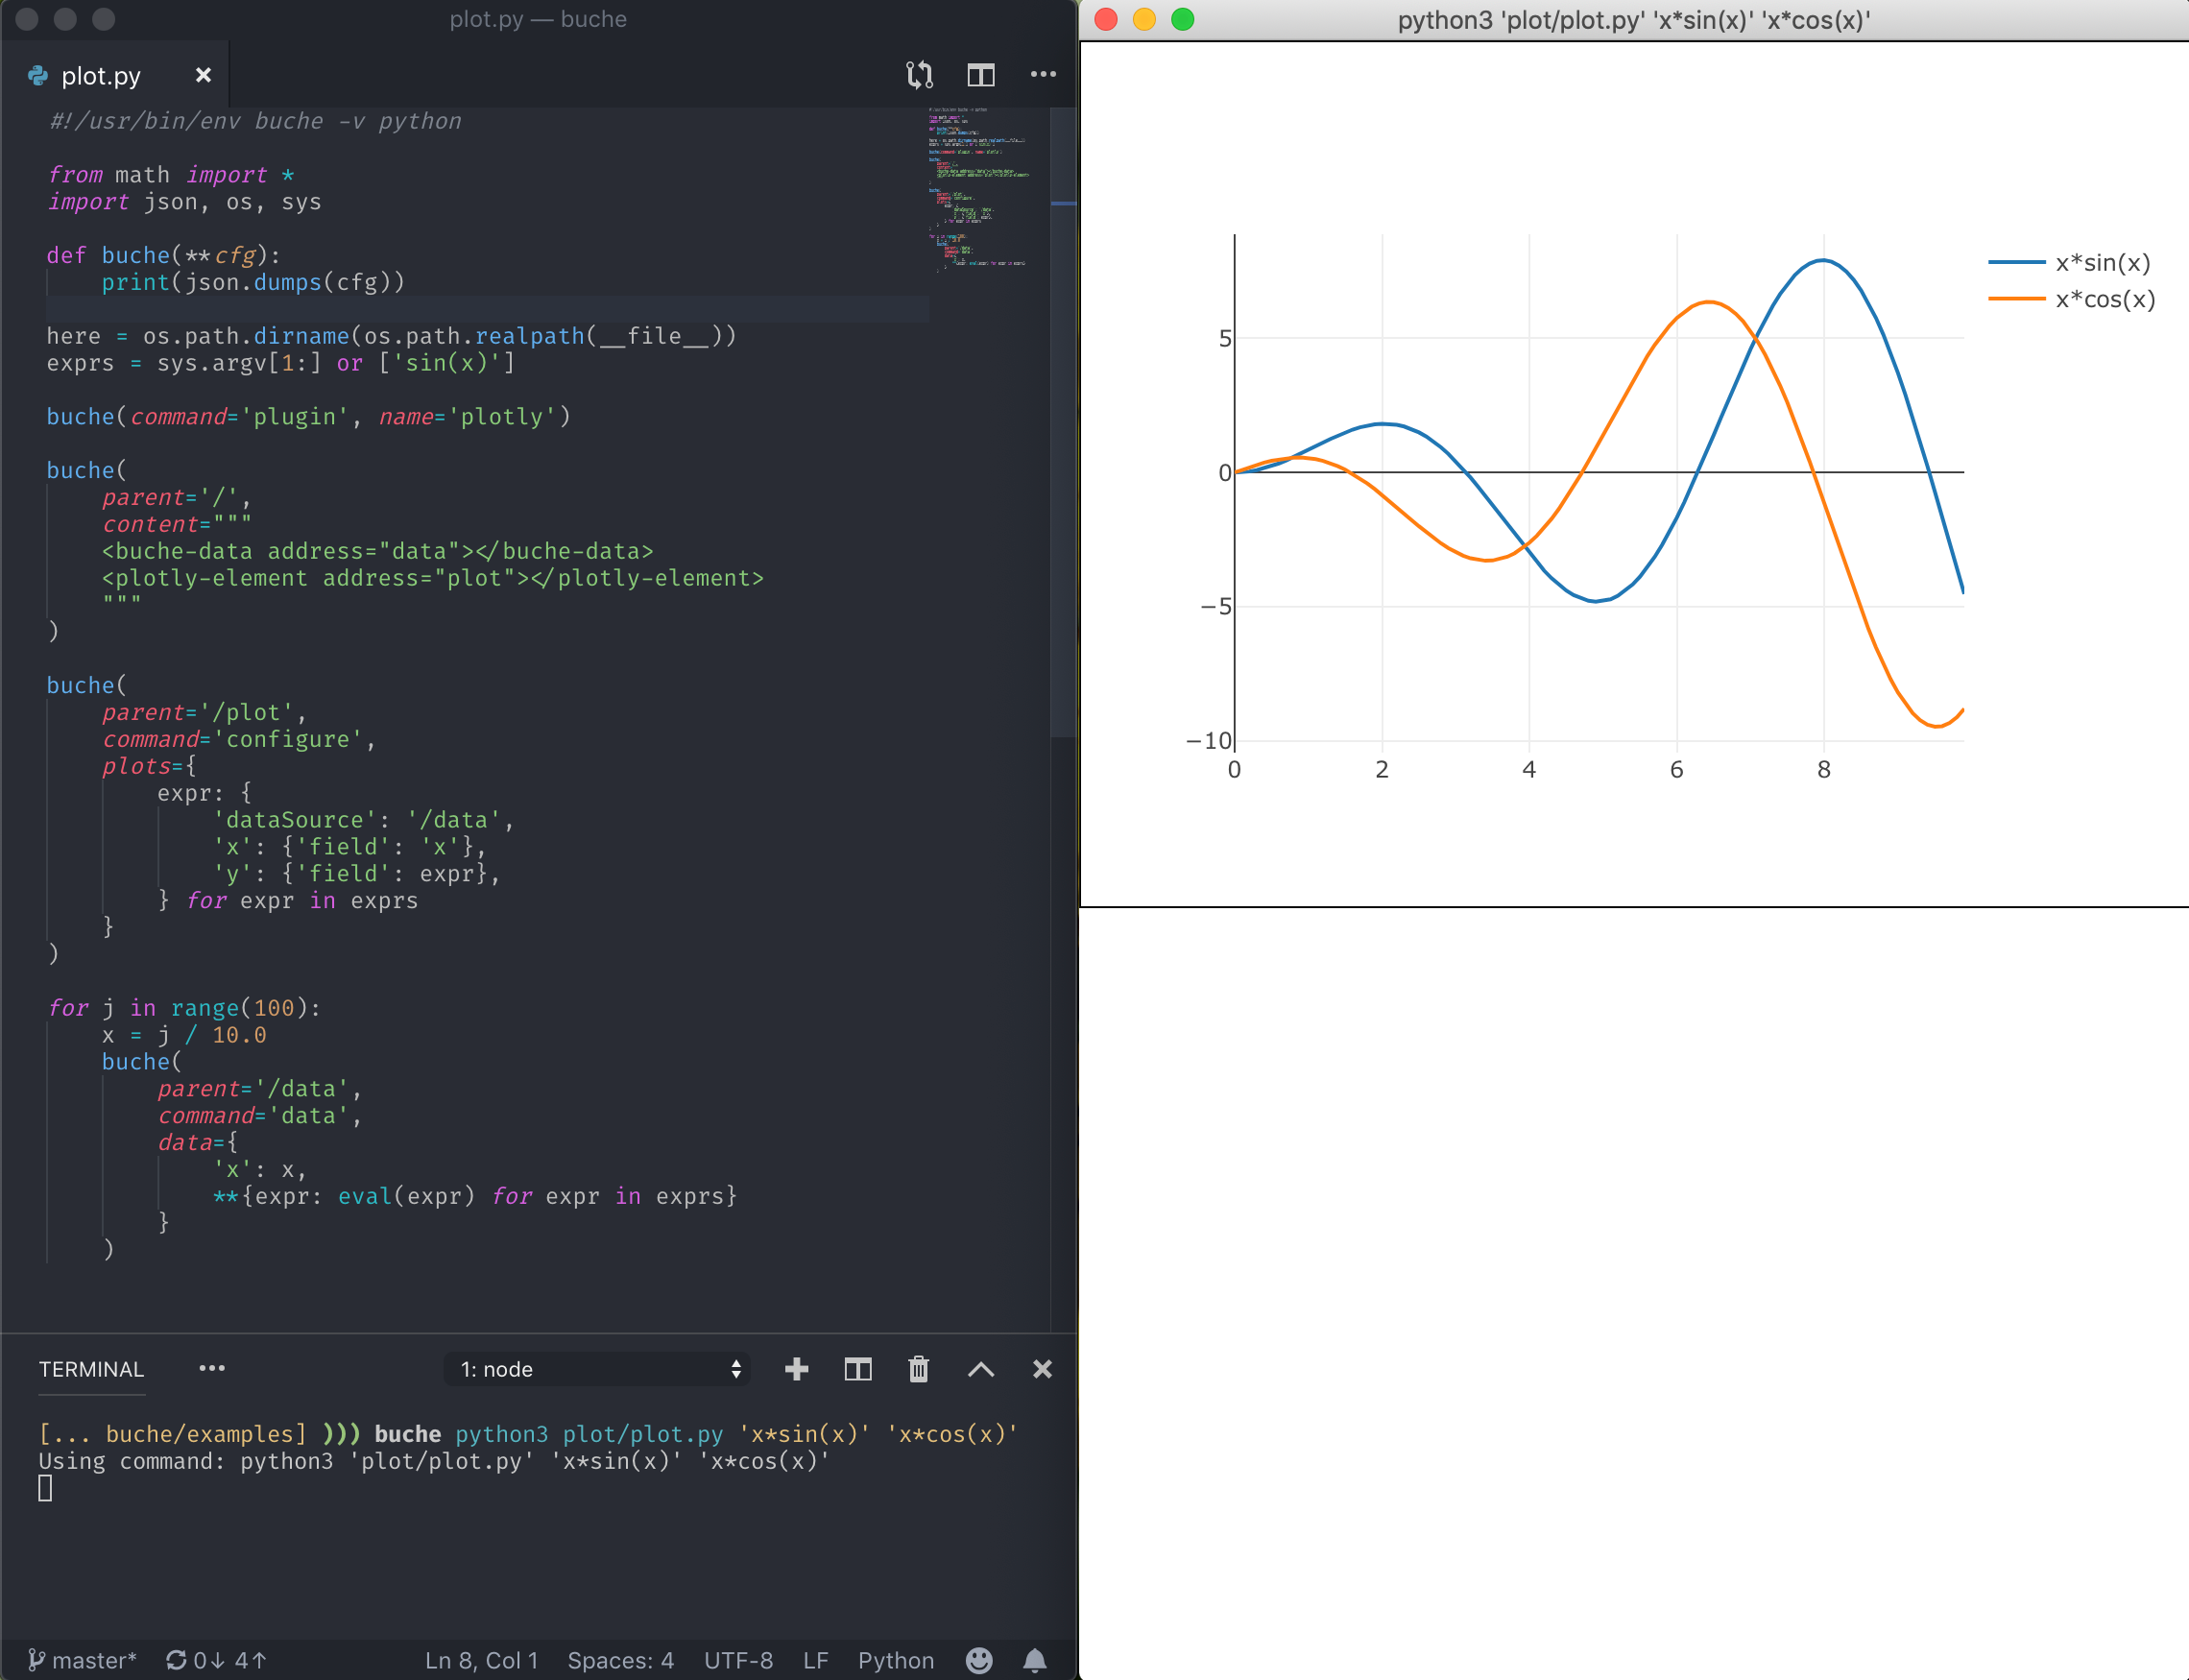 plot.py — buche
plot.py
#!/usr/bin/env buche -v python
from math import *
import json, os, sys
def buche(**cfg):
    print(json.dumps(cfg))
here = os.path.dirname(os.path.realpath(__file__))
exprs = sys.argv[1:] or ['sin(x)']
buche(command='plugin', name='plotly')
buche(
    parent='/',
    content="""
    <buche-data address="data"></buche-data>
    <plotly-element address="plot"></plotly-element>
    """
)
buche(
    parent='/plot',
    command='configure',
    plots={
        expr: {
            'dataSource': '/data',
            'x': {'field': 'x'},
            'y': {'field': expr},
        } for expr in exprs
    }
)
for j in range(100):
    x = j / 10.0
    buche(
        parent='/data',
        command='data',
        data={
            'x': x,
            **{expr: eval(expr) for expr in exprs}
        }
    )
TERMINAL
1: node
[... buche/examples] ))) buche python3 plot/plot.py 'x*sin(x)' 'x*cos(x)'
Using command: python3 'plot/plot.py' 'x*sin(x)' 'x*cos(x)'
master* 0↓ 4↑ Ln 8, Col 1 Spaces: 4 UTF-8 LF Python
python3 'plot/plot.py' 'x*sin(x)' 'x*cos(x)'
x*sin(x)
x*cos(x)
5
0
−5
−10
0 2 4 6 8